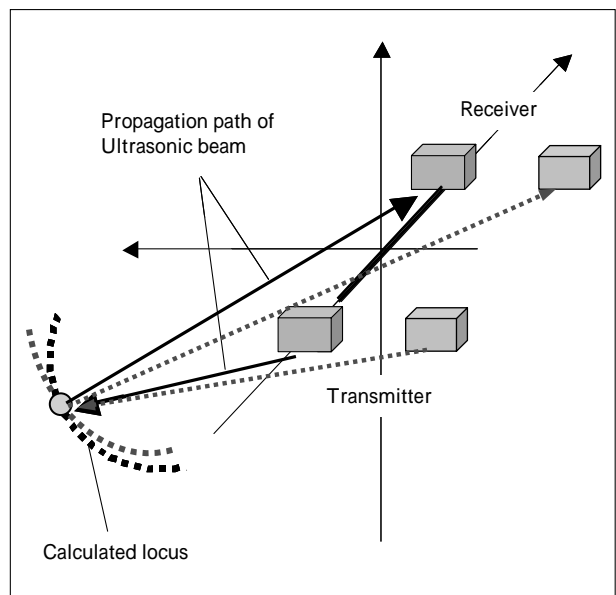 Receiver
Propagation path of
Ultrasonic beam
Transmitter
Calculated locus